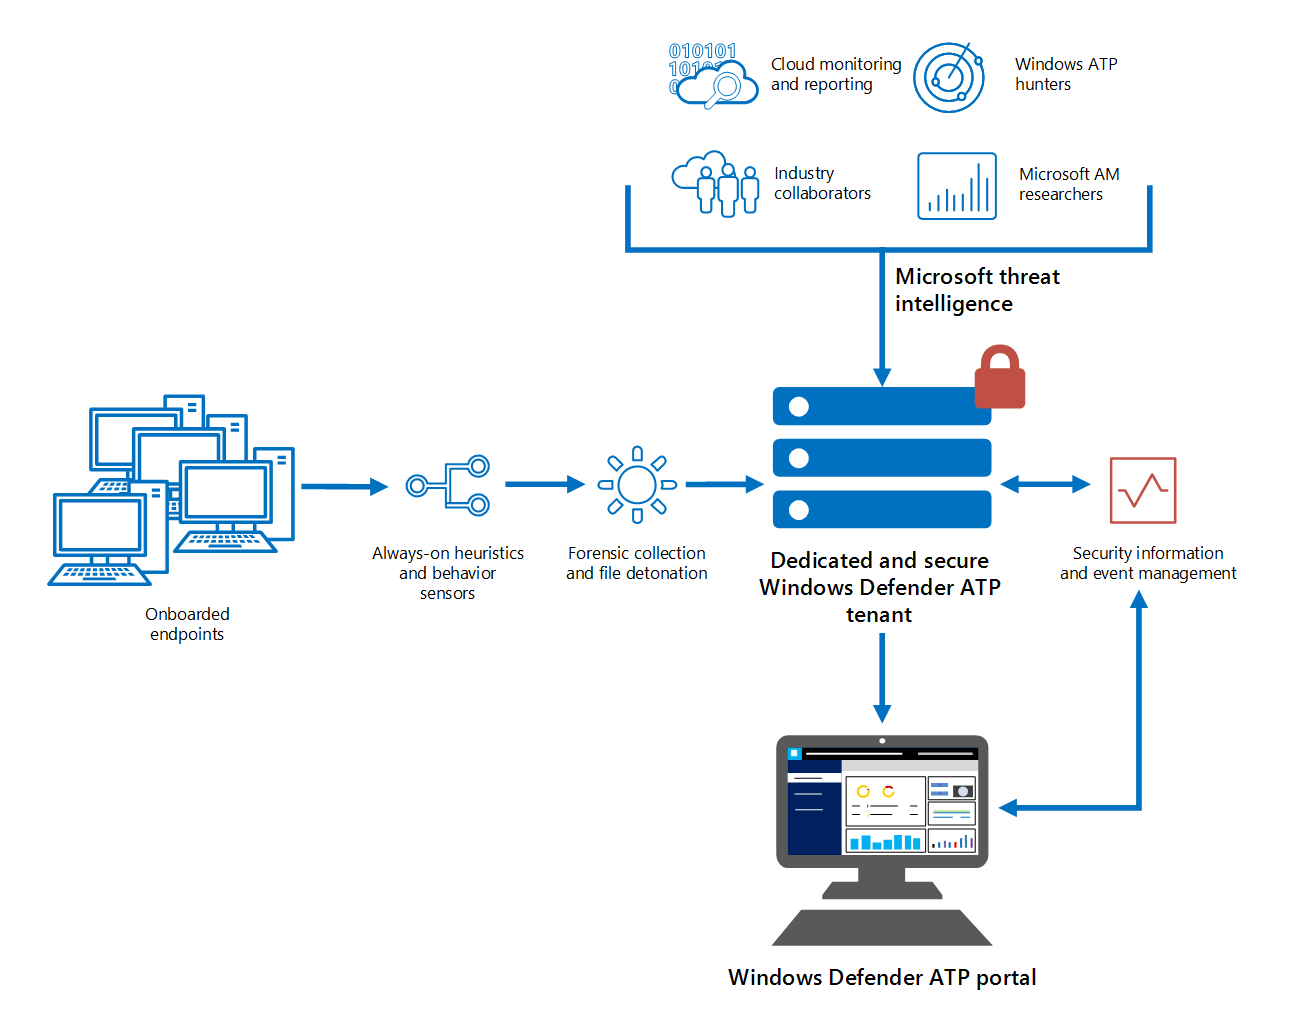 010101
101
0
Cloud monitoring
and reporting
Windows ATP
hunters
Industry
collaborators
Microsoft AM
researchers
Microsoft threat
intelligence
Onboarded
endpoints
Always-on heuristics
and behavior
sensors
Forensic collection
and file detonation
Dedicated and secure
Windows Defender ATP
tenant
Security information
and event management
Windows Defender ATP portal